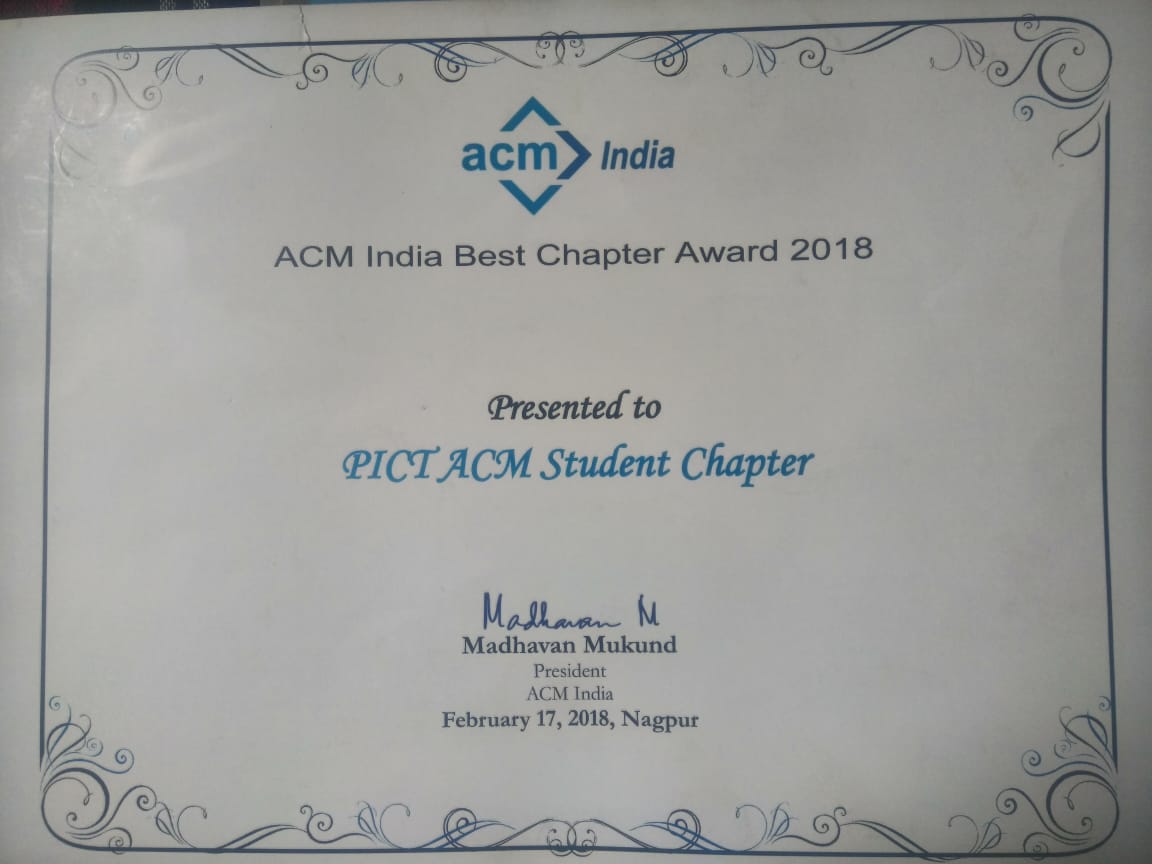 acm India
ACM India Best Chapter Award 2018
Presented to
PICT ACM Student Chapter
Madhavan M
Madhavan Mukund
President
ACM India
February 17, 2018, Nagpur